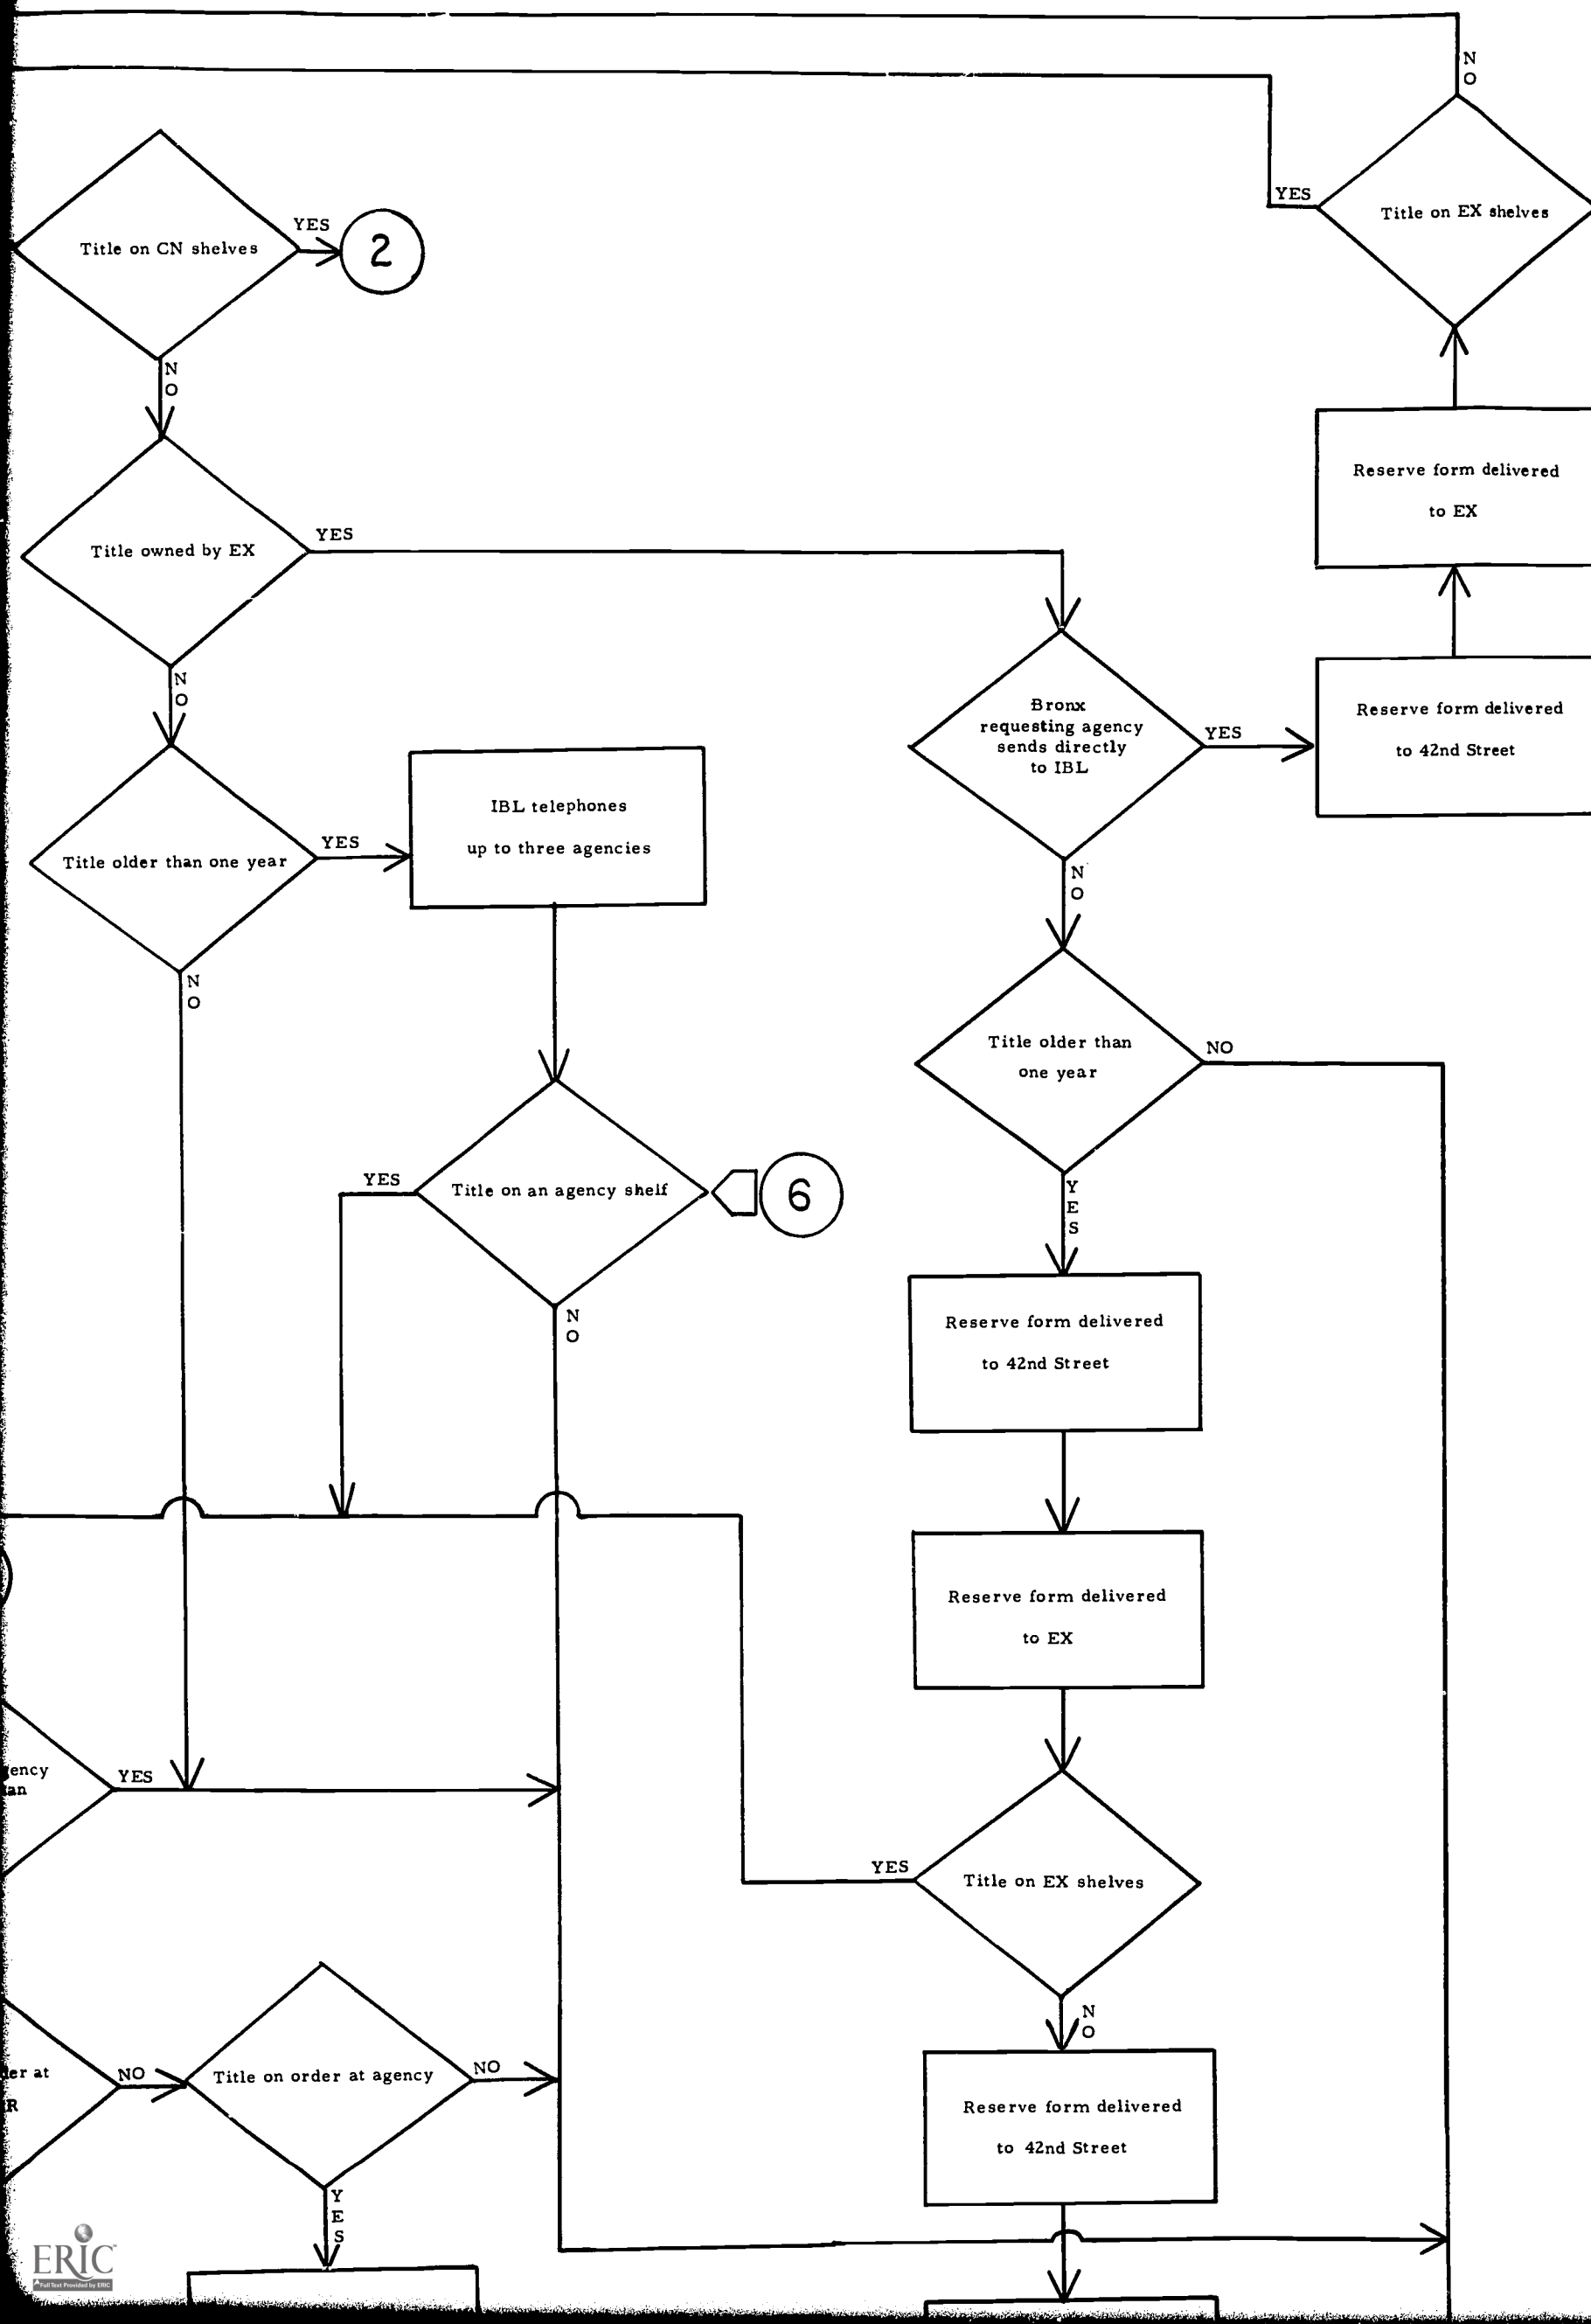 NO
YES
Title on EX shelves
YES
Title on CN shelves
2
NO
Reserve form delivered
to EX
YES
Title owned by EX
NO
Bronx
requesting agency
sends directly
to IBL
YES
Reserve form delivered
to 42nd Street
IBL telephones
up to three agencies
YES
Title older than one year
NO
NO
Title older than
one year
NO
YES
Title on an agency shelf
6
YES
NO
Reserve form delivered
to 42nd Street
Reserve form delivered
to EX
YES
YES
Title on EX shelves
NO
NO
Title on order at agency
NO
Reserve form delivered
to 42nd Street
YES
ERIC
Full Text Provided by ERIC